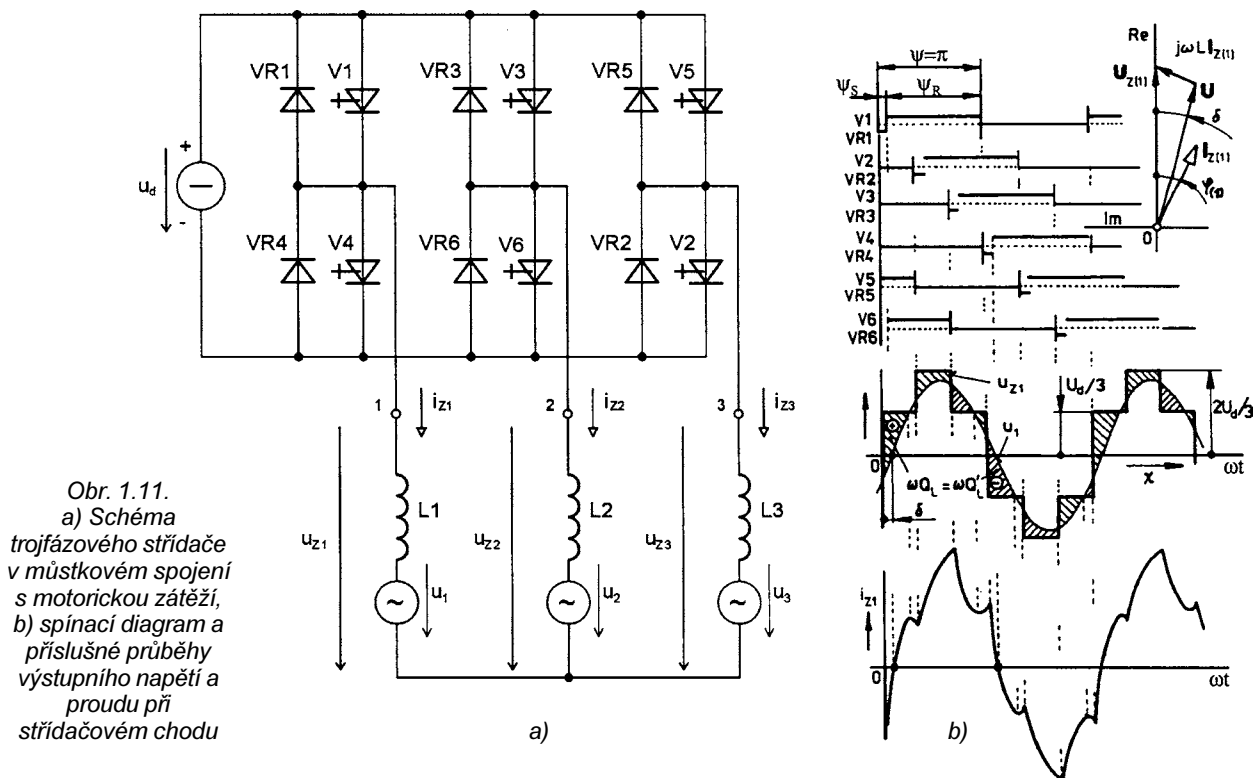 VR1 V1 VR3 V3 VR5 V5
u_d + −
VR4 V4 VR6 V6 VR2 V2
1 i_Z1 2 i_Z2 3 i_Z3
L1 L2 L3
u_Z1 u_Z2 u_Z3
u_1 u_2 u_3
~ ~ ~
a)
Obr. 1.11.
a) Schéma
trojfázového střídače
v můstkovém spojení
s motorickou zátěží,
b) spínací diagram a
příslušné průběhy
výstupního napětí a
proudu při
střídačovém chodu
ψ=π
ψ_S ψ_R
V1
VR1
V2
VR2
V3
VR3
V4
VR4
V5
VR5
V6
VR6
Re
jωL I_Z(1)
U_Z(1) U
δ
I_Z(1)
φ_(1)
Im
0
u_Z1 U_d/3 2U_d/3
u_1
0 ωt
ωQ_L = ωQ'_L x
δ
i_Z1
0 ωt
b)